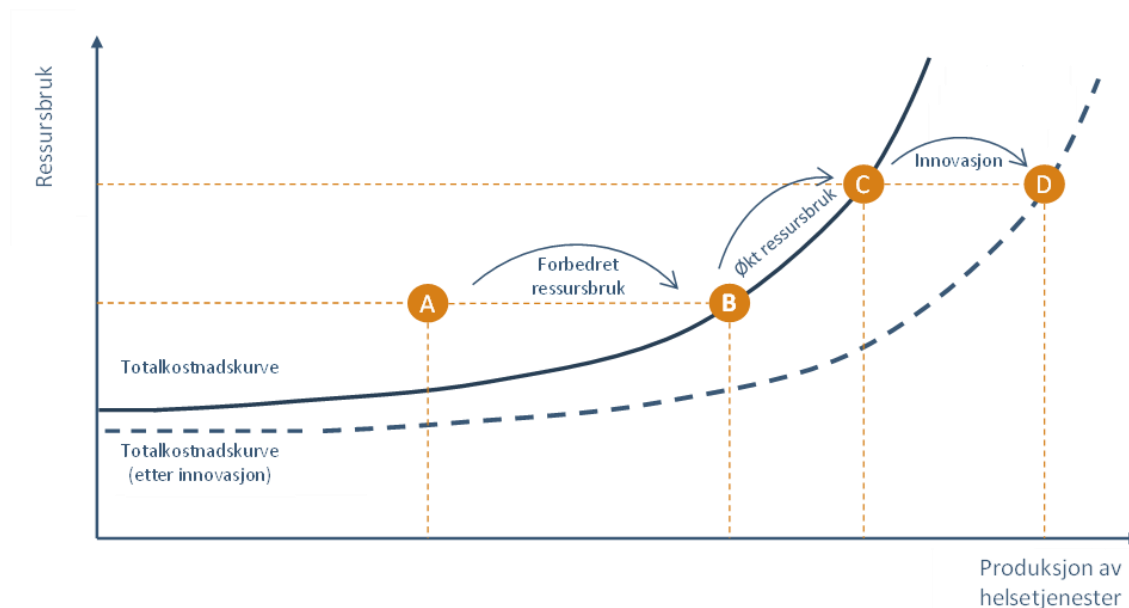 Ressursbruk
C
Innovasjon
D
Økt ressursbruk
Forbedret
ressursbruk
A
B
Totalkostnadskurve
Totalkostnadskurve
(etter innovasjon)
Produksjon av
helsetjenester